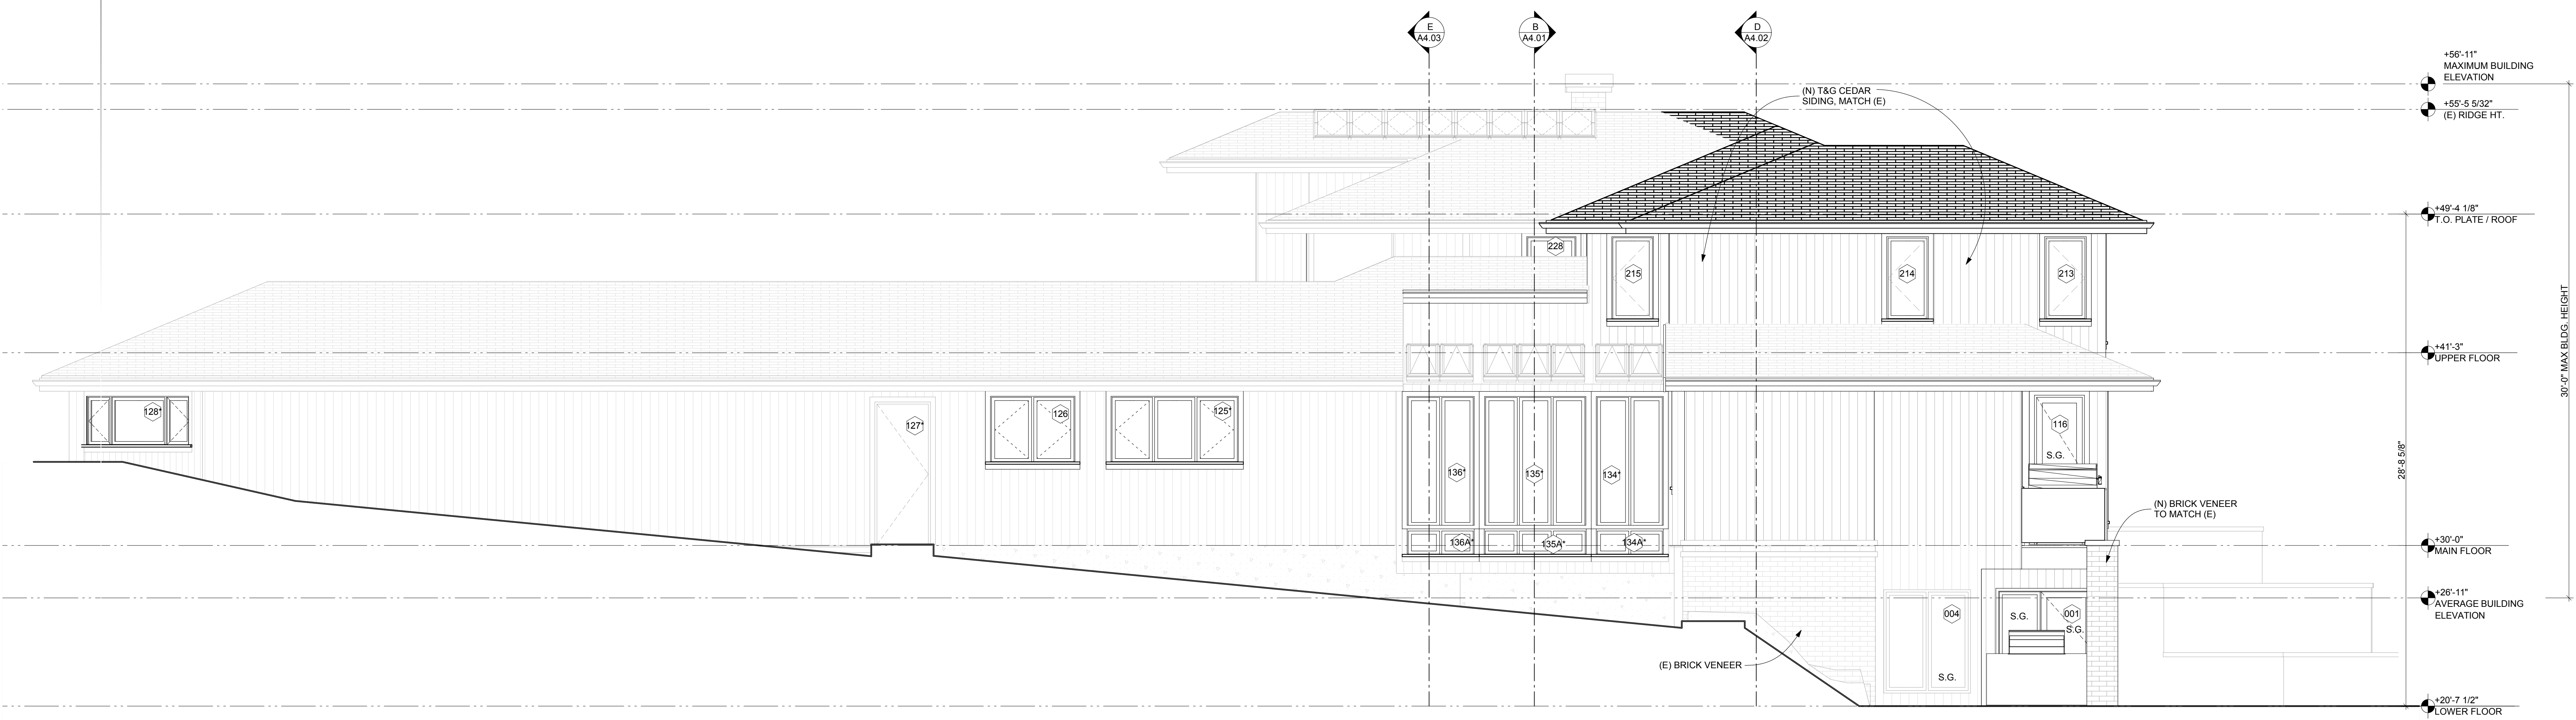 E
A4.03
B
A4.01
D
A4.02
+56'-11"
MAXIMUM BUILDING
ELEVATION
(N) T&G CEDAR
SIDING, MATCH (E)
+55'-5 5/32"
(E) RIDGE HT.
+49'-4 1/8"
T.O. PLATE / ROOF
228
215
214
213
30'-0" MAX BLDG. HEIGHT
+41'-3"
UPPER FLOOR
128*
127*
126
125*
136*
135*
134*
116
S.G.
28'-8 5/8"
(N) BRICK VENEER
TO MATCH (E)
136A*
135A*
134A*
+30'-0"
MAIN FLOOR
+26'-11"
AVERAGE BUILDING
ELEVATION
004
S.G.
S.G.
001
S.G.
(E) BRICK VENEER
+20'-7 1/2"
LOWER FLOOR